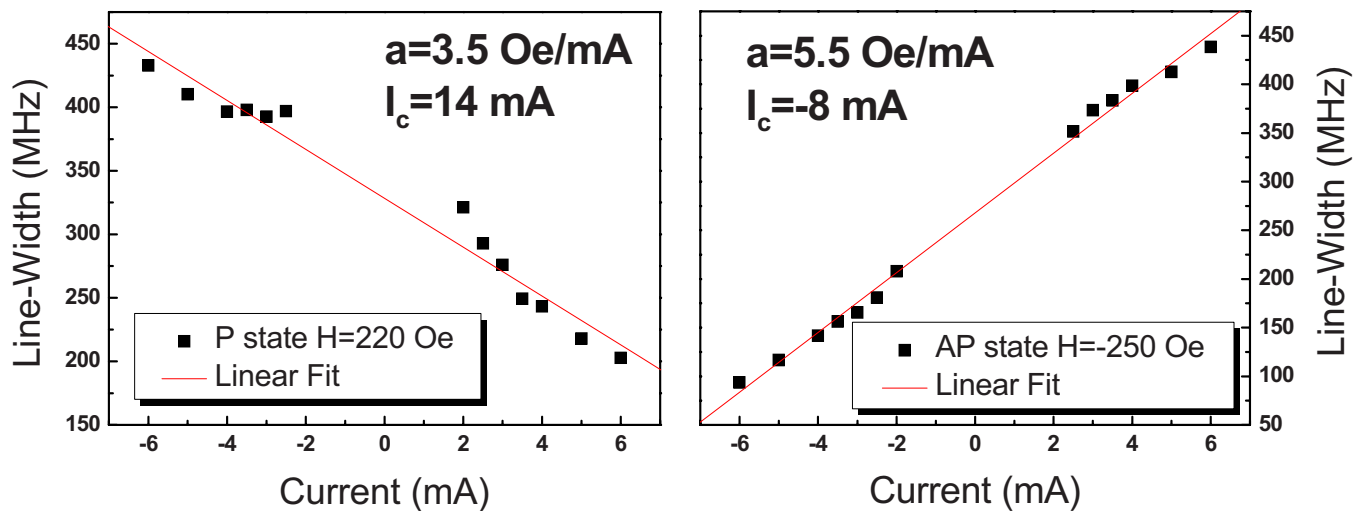 a=3.5 Oe/mA
I_c=14 mA
Line-Width (MHz)
450
400
350
300
250
200
150
P state H=220 Oe
Linear Fit
-6 -4 -2 0 2 4 6
Current (mA)
a=5.5 Oe/mA
I_c=-8 mA
AP state H=-250 Oe
Linear Fit
-6 -4 -2 0 2 4 6
Current (mA)
450
400
350
300
250
200
150
100
50
Line-Width (MHz)